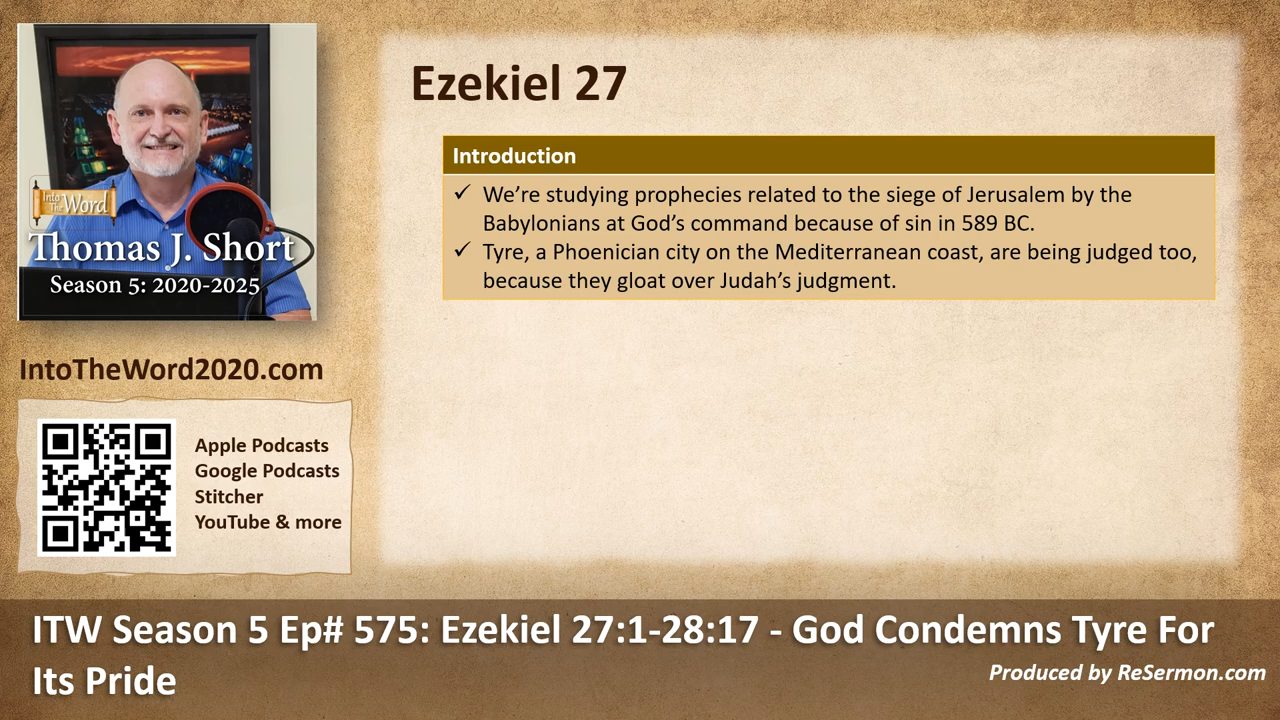 Into
The Word
Thomas J. Short
Season 5: 2020-2025
IntoTheWord2020.com
Apple Podcasts
Google Podcasts
Stitcher
YouTube & more
Ezekiel 27
Introduction
✓ We’re studying prophecies related to the siege of Jerusalem by the
Babylonians at God’s command because of sin in 589 BC.
✓ Tyre, a Phoenician city on the Mediterranean coast, are being judged too,
because they gloat over Judah’s judgment.
ITW Season 5 Ep# 575: Ezekiel 27:1-28:17 - God Condemns Tyre For
Its Pride
Produced by ReSermon.com